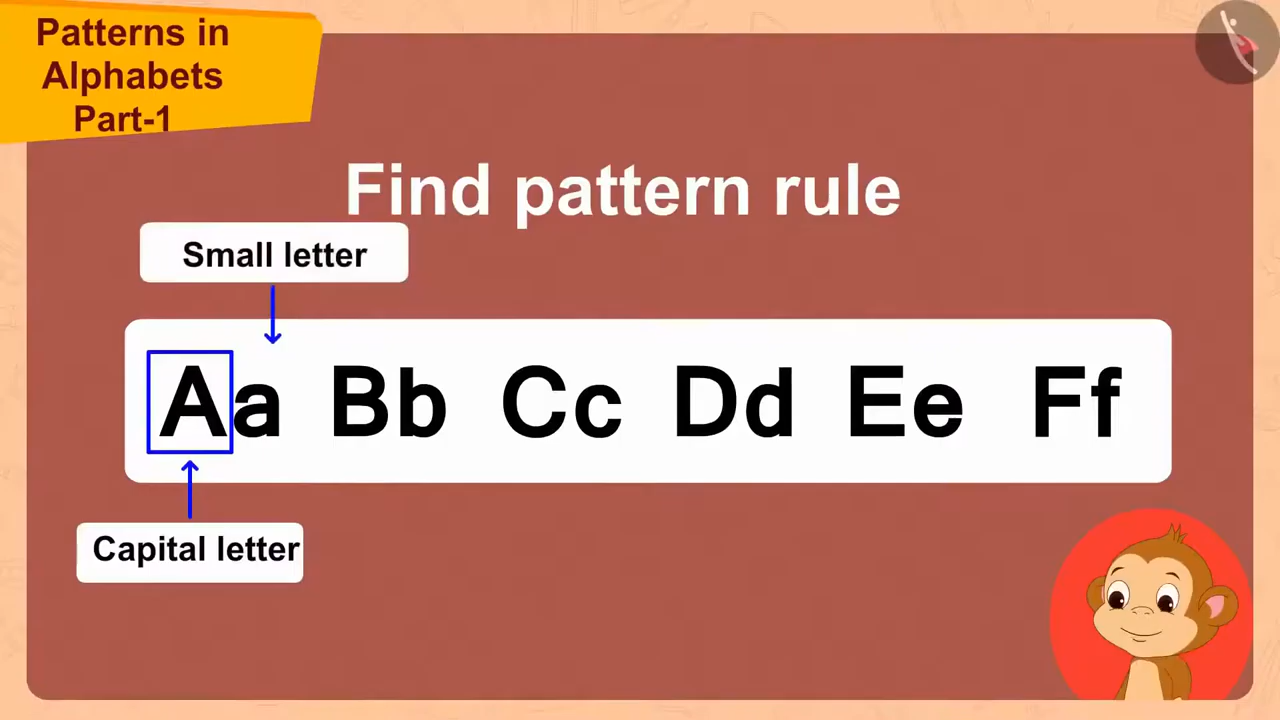 Patterns in
Alphabets
Part-1
Find pattern rule
Small letter
Aa Bb Cc Dd Ee Ff
Capital letter